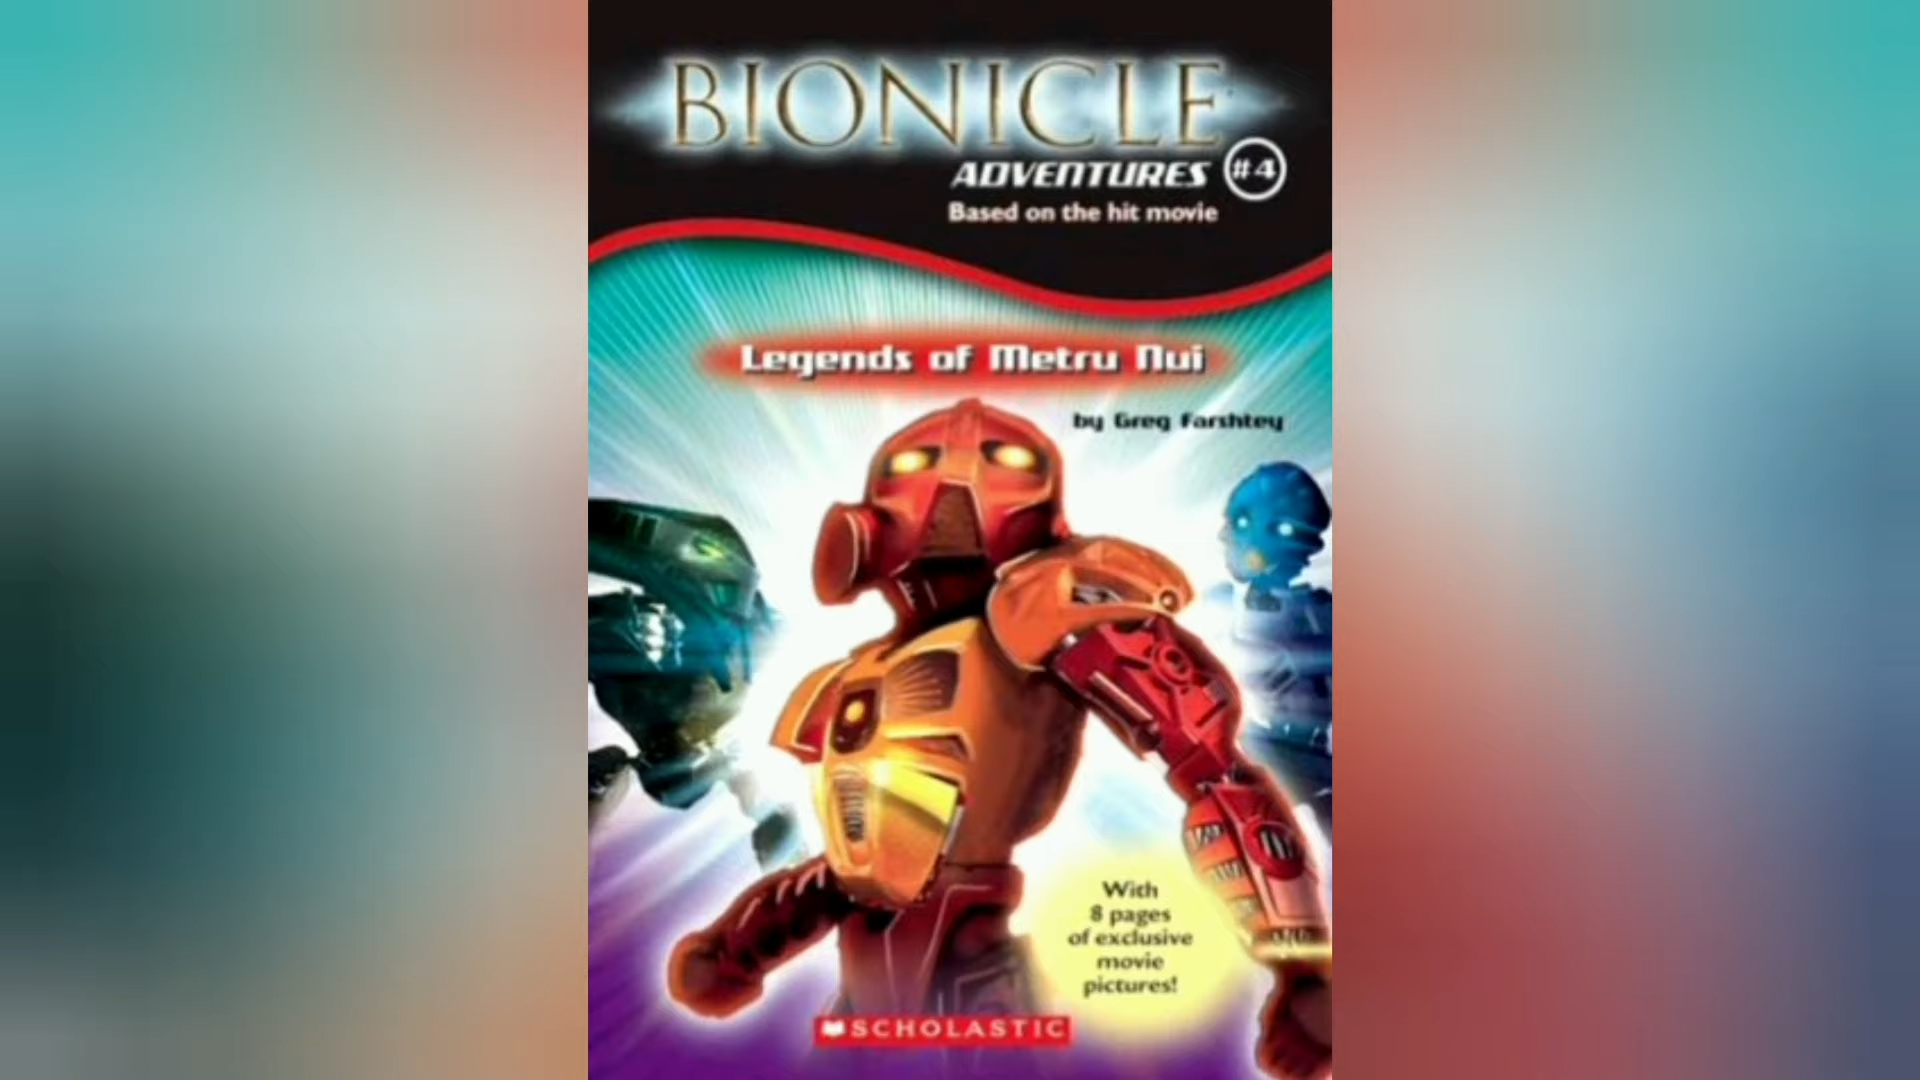 BIONICLE
ADVENTURES #4
Based on the hit movie
Legends of Metru Nui
by Greg Farshtey
With
8 pages
of exclusive
movie
pictures!
SCHOLASTIC